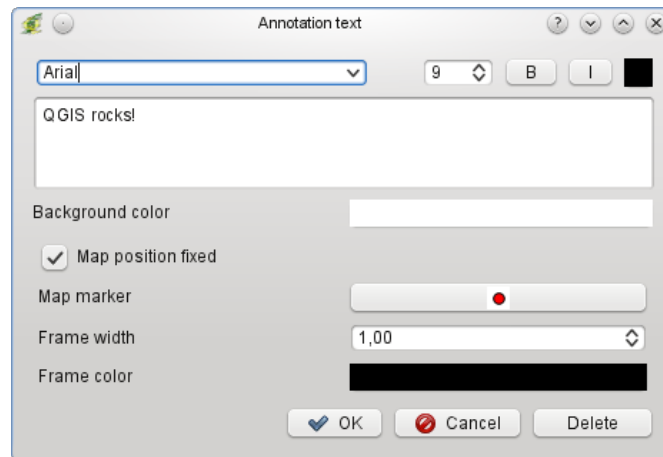 Annotation text
?
Arial 9 B I
QGIS rocks!
Background color
Map position fixed
Map marker
Frame width 1,00
Frame color
OK Cancel Delete